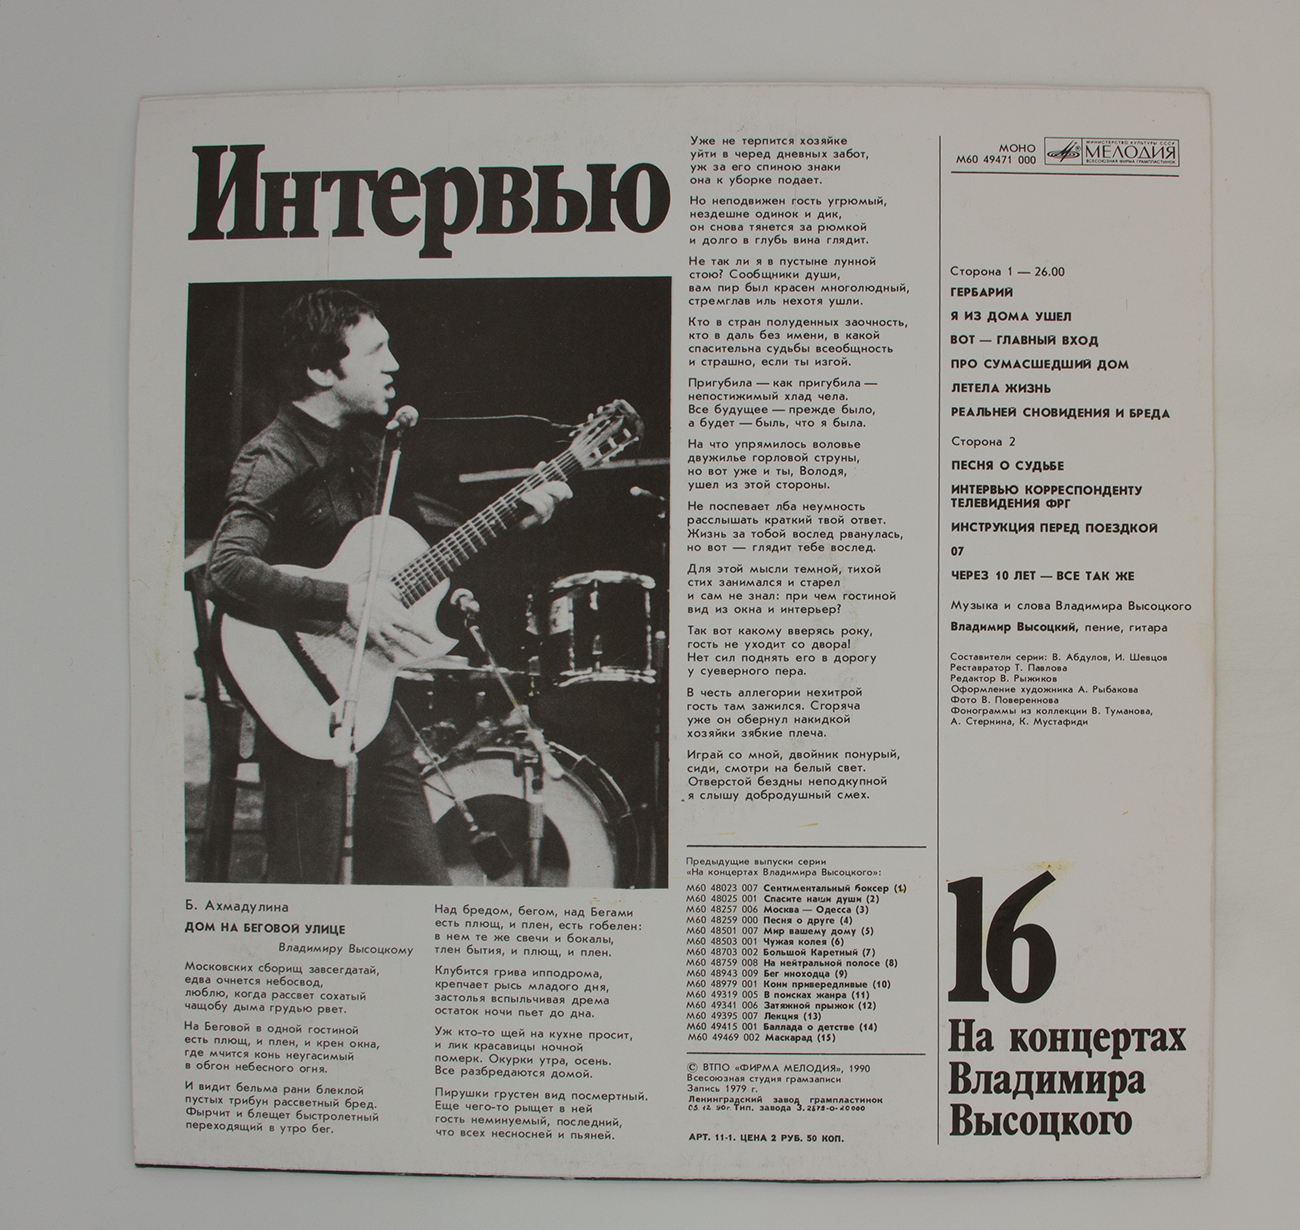 Интервью
Б. Ахмадулина
ДОМ НА БЕГОВОЙ УЛИЦЕ
Владимиру Высоцкому
Московских сборищ завсегдатай,
едва очнется небосвод,
люблю, когда рассвет сохатый
чащобу дыма грудью рвет.
На Беговой в одной гостиной
есть плющ, и плен, и крен окна,
где мчится конь неугасимый
в обгон небесного огня.
И видит бельма рани блеклой
пустых трибун рассветный бред.
Фырчит и блещет быстролетный
переходящий в утро бег.
Над бредом, бегом, над Бегами
есть плющ, и плен, есть гобелен:
в нем те же свечи и бокалы,
тлен бытия, и плющ, и плен.
Клубится грива ипподрома,
крепчает рысь младого дня,
застолья вспыльчивая дрема
остаток ночи пьет до дна.
Уж кто-то щей на кухне просит,
и лик красавицы ночной
померк. Окурки утра, осень.
Все разбредаются домой.
Пирушки грустен вид посмертный.
Еще чего-то рыщет в ней
гость неминуемый, последний,
что всех несносней и пьяней.
Уже не терпится хозяйке
уйти в черед дневных забот,
уж за его спиною знаки
она к уборке подает.
Но неподвижен гость угрюмый,
нездешне одинок и дик,
он снова тянется за рюмкой
и долго в глубь вина глядит.
Не так ли я в пустыне лунной
стою? Сообщники души,
вам пир был красен многолюдный,
стремглав иль нехотя ушли.
Кто в стран полуденных заочность,
кто в даль без имени, в какой
спасительна судьбы всеобщность
и страшно, если ты изгой.
Пригубила — как пригубила —
непостижимый хлад чела.
Все будущее — прежде было,
а будет — быль, что я была.
На что упрямилось воловье
двужилье горловой струны,
но вот уже и ты, Володя,
ушел из этой стороны.
Не поспевает лба неумность
расслышать краткий твой ответ.
Жизнь за тобой вослед рванулась,
но вот — глядит тебе вослед.
Для этой мысли темной, тихой
стих занимался и старел
и сам не знал: при чем гостиной
вид из окна и интерьер?
Так вот какому вверясь року,
гость не уходит со двора!
Нет сил поднять его в дорогу
у суеверного пера.
В честь аллегории нехитрой
гость там зажился. Сгоряча
уже он обернул накидкой
хозяйки зябкие плеча.
Играй со мной, двойник понурый,
сиди, смотри на белый свет.
Отверстой бездны неподкупной
я слышу добродушный смех.
Предыдущие выпуски серии
«На концертах Владимира Высоцкого»:
М60 48023 007 Сентиментальный боксер (1)
М60 48025 001 Спасите наши души (2)
М60 48257 006 Москва — Одесса (3)
М60 48259 000 Песня о друге (4)
М60 48501 007 Мир вашему дому (5)
М60 48503 001 Чужая колея (6)
М60 48703 002 Большой Каретный (7)
М60 48759 008 На нейтральной полосе (8)
М60 48943 009 Бег иноходца (9)
М60 48979 001 Кони привередливые (10)
М60 49319 005 В поисках жанра (11)
М60 49341 006 Затяжной прыжок (12)
М60 49395 007 Лекция (13)
М60 49415 001 Баллада о детстве (14)
М60 49469 002 Маскарад (15)
© ВТПО «ФИРМА МЕЛОДИЯ», 1990
Всесоюзная студия грамзаписи
Запись 1979 г.
Ленинградский завод грампластинок
05. 12 90г Тип. завода З.2878-0-20000
АРТ. 11-1. ЦЕНА 2 РУБ. 50 КОП.
МОНО
М60 49471 000
МИНИСТЕРСТВО КУЛЬТУРЫ СССР
МЕЛОДИЯ
ВСЕСОЮЗНАЯ ФИРМА ГРАМПЛАСТИНОК
Сторона 1 — 26.00
ГЕРБАРИЙ
Я ИЗ ДОМА УШЕЛ
ВОТ — ГЛАВНЫЙ ВХОД
ПРО СУМАСШЕДШИЙ ДОМ
ЛЕТЕЛА ЖИЗНЬ
РЕАЛЬНЕЙ СНОВИДЕНИЯ И БРЕДА
Сторона 2
ПЕСНЯ О СУДЬБЕ
ИНТЕРВЬЮ КОРРЕСПОНДЕНТУ
ТЕЛЕВИДЕНИЯ ФРГ
ИНСТРУКЦИЯ ПЕРЕД ПОЕЗДКОЙ
07
ЧЕРЕЗ 10 ЛЕТ — ВСЕ ТАК ЖЕ
Музыка и слова Владимира Высоцкого
Владимир Высоцкий, пение, гитара
Составители серии: В. Абдулов, И. Шевцов
Реставратор Т. Павлова
Редактор В. Рыжиков
Оформление художника А. Рыбакова
Фото В. Повереннова
Фонограммы из коллекции В. Туманова,
А. Стернина, К. Мустафиди
16
На концертах
Владимира
Высоцкого